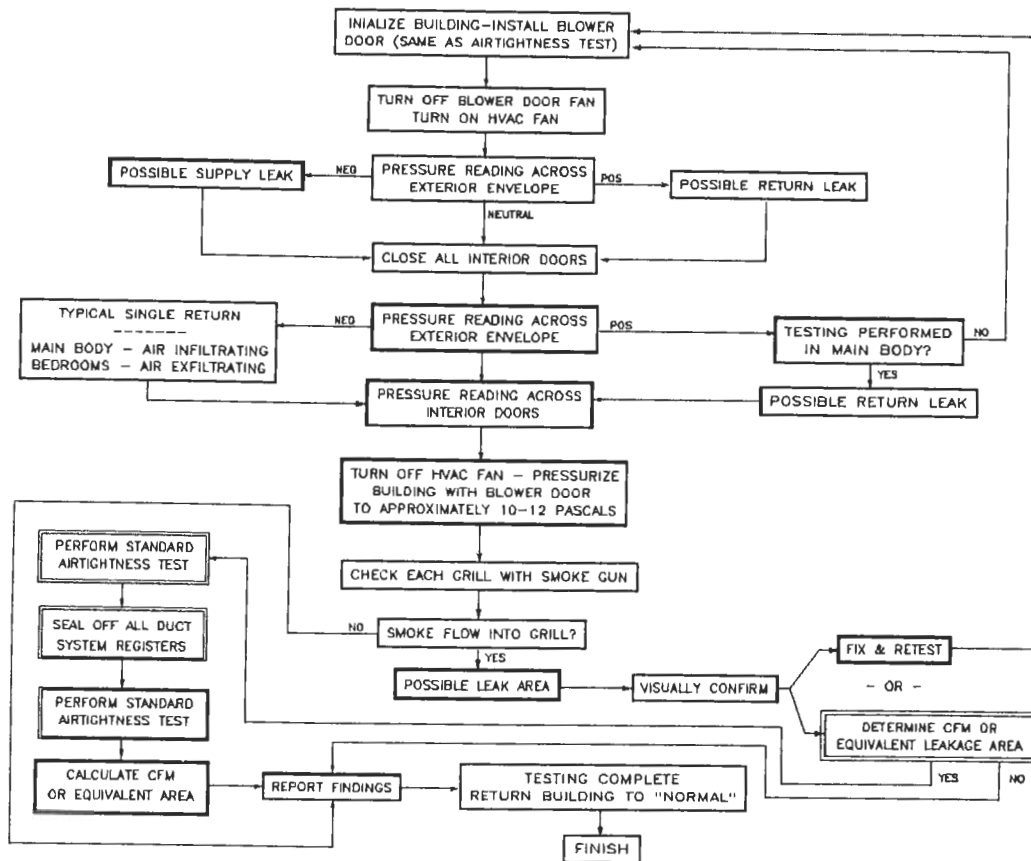 INIALIZE BUILDING-INSTALL BLOWER
DOOR (SAME AS AIRTIGHTNESS TEST)
TURN OFF BLOWER DOOR FAN
TURN ON HVAC FAN
POSSIBLE SUPPLY LEAK
NEG
PRESSURE READING ACROSS
EXTERIOR ENVELOPE
POS
POSSIBLE RETURN LEAK
NEUTRAL
CLOSE ALL INTERIOR DOORS
TYPICAL SINGLE RETURN
-------
MAIN BODY - AIR INFILTRATING
BEDROOMS - AIR EXFILTRATING
NEG
PRESSURE READING ACROSS
EXTERIOR ENVELOPE
POS
TESTING PERFORMED
IN MAIN BODY?
NO
YES
PRESSURE READING ACROSS
INTERIOR DOORS
POSSIBLE RETURN LEAK
TURN OFF HVAC FAN - PRESSURIZE
BUILDING WITH BLOWER DOOR
TO APPROXIMATELY 10-12 PASCALS
PERFORM STANDARD
AIRTIGHTNESS TEST
CHECK EACH GRILL WITH SMOKE GUN
SEAL OFF ALL DUCT
SYSTEM REGISTERS
NO
SMOKE FLOW INTO GRILL?
YES
FIX & RETEST
POSSIBLE LEAK AREA
VISUALLY CONFIRM
- OR -
PERFORM STANDARD
AIRTIGHTNESS TEST
DETERMINE CFM OR
EQUIVALENT LEAKAGE AREA
YES
NO
CALCULATE CFM
OR EQUIVALENT AREA
REPORT FINDINGS
TESTING COMPLETE
RETURN BUILDING TO "NORMAL"
FINISH